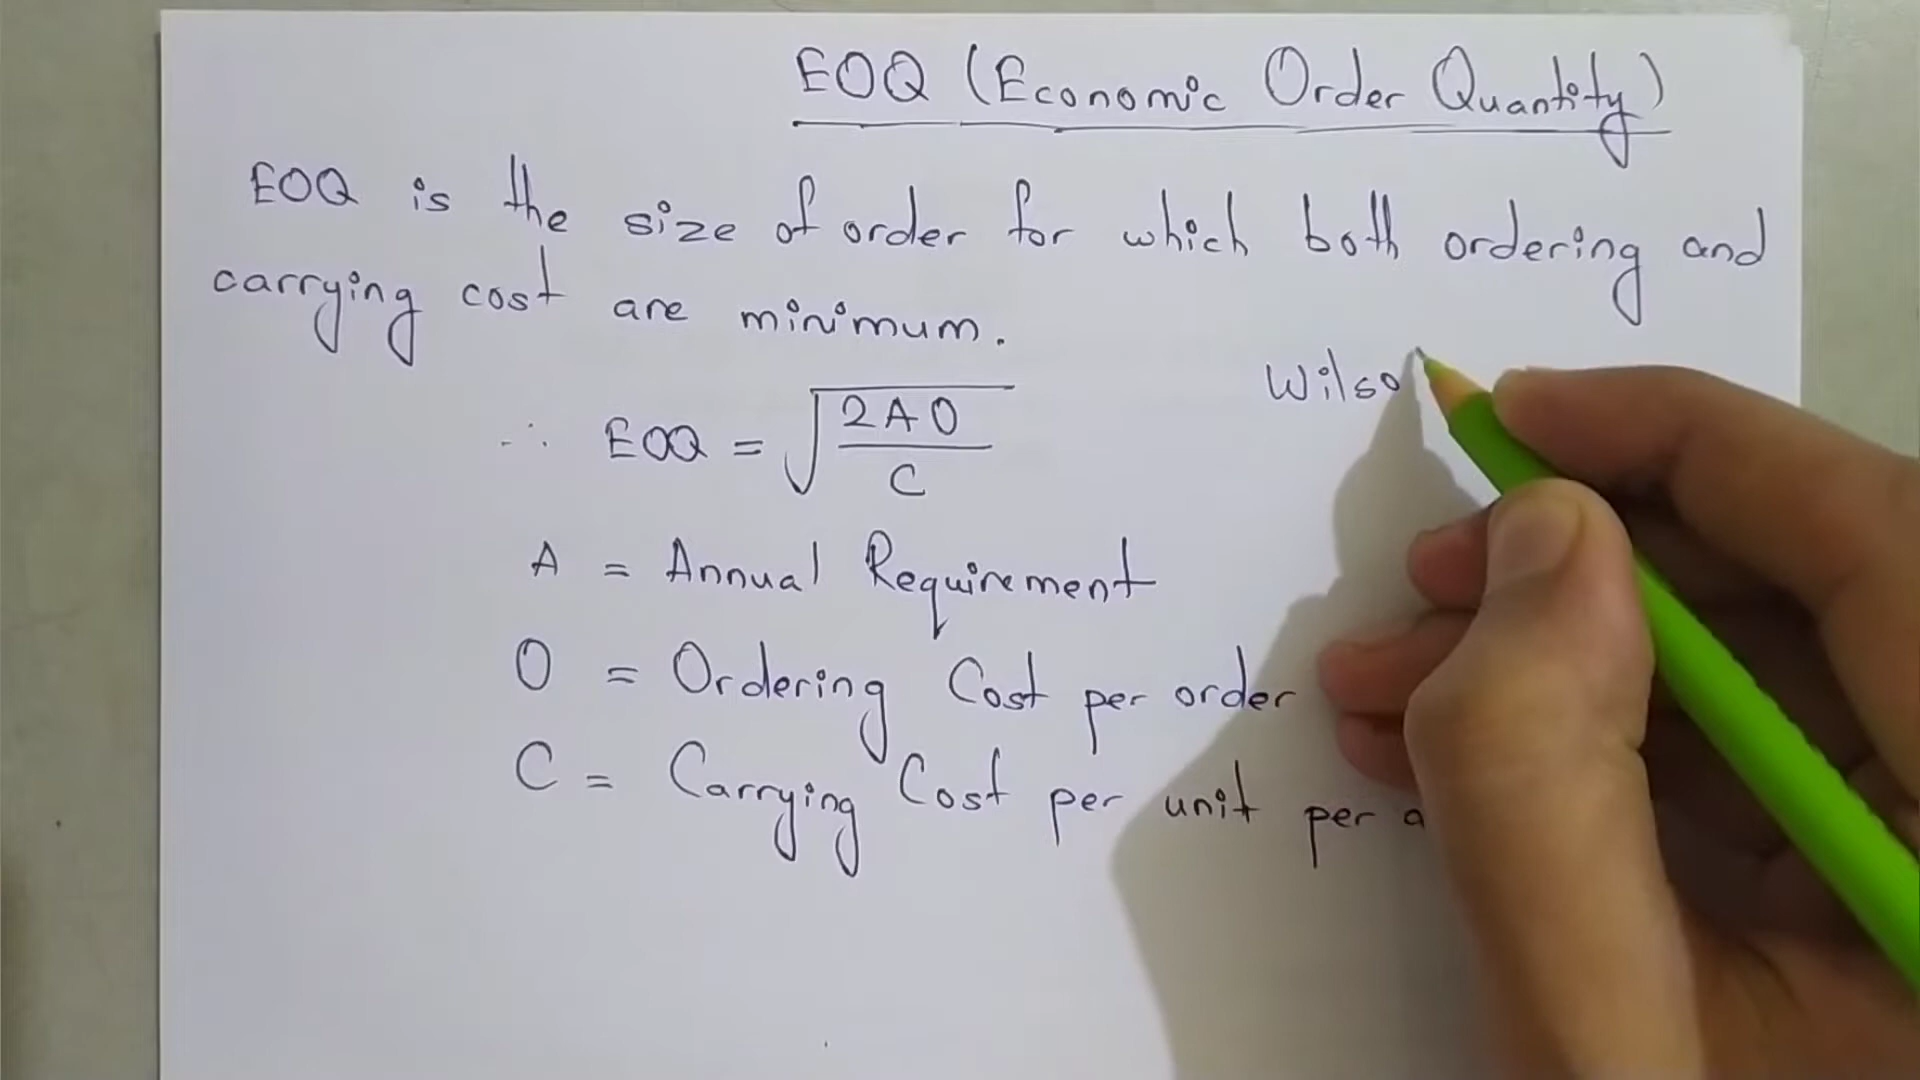 EOQ (Economic Order Quantity)
EOQ is the size of order for which both ordering and
carrying cost are minimum.
Wilso
∴ EOQ = √2AO/C
A = Annual Requirement
O = Ordering Cost per order
C = Carrying Cost per unit per a